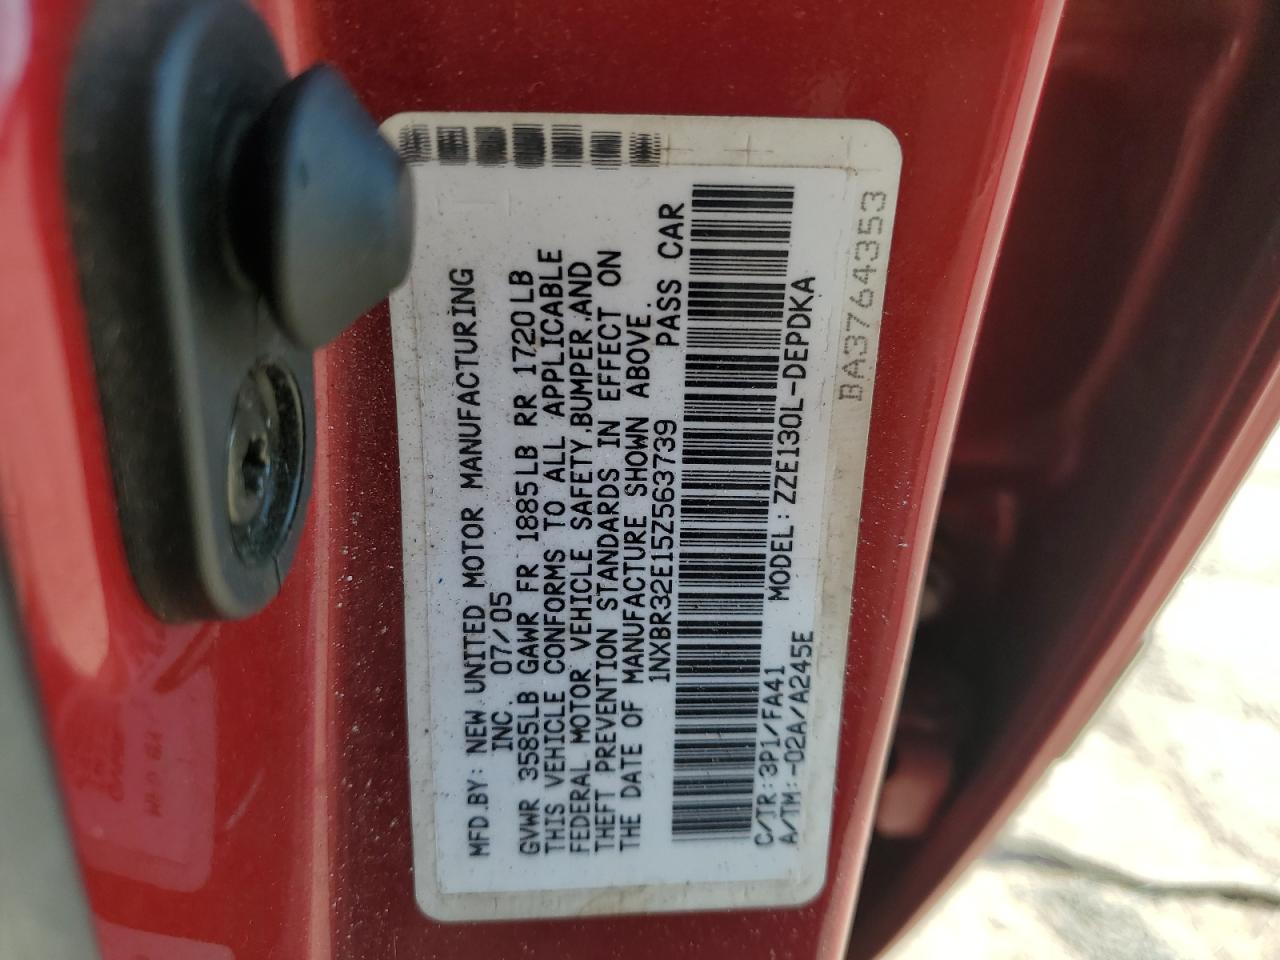 MFD.BY: NEW UNITED MOTOR MANUFACTURING
INC. 07/05
GVWR 3585LB GAWR FR 1885LB RR 1720LB
THIS VEHICLE CONFORMS TO ALL APPLICABLE
FEDERAL MOTOR VEHICLE SAFETY,BUMPER,AND
THEFT PREVENTION STANDARDS IN EFFECT ON
THE DATE OF MANUFACTURE SHOWN ABOVE.
1NXBR32E15Z563739 PASS CAR
C/TR:3P1/FA41 MODEL:ZZE130L-DEPDKA
A/TM:-02A/A245E
BA3764353